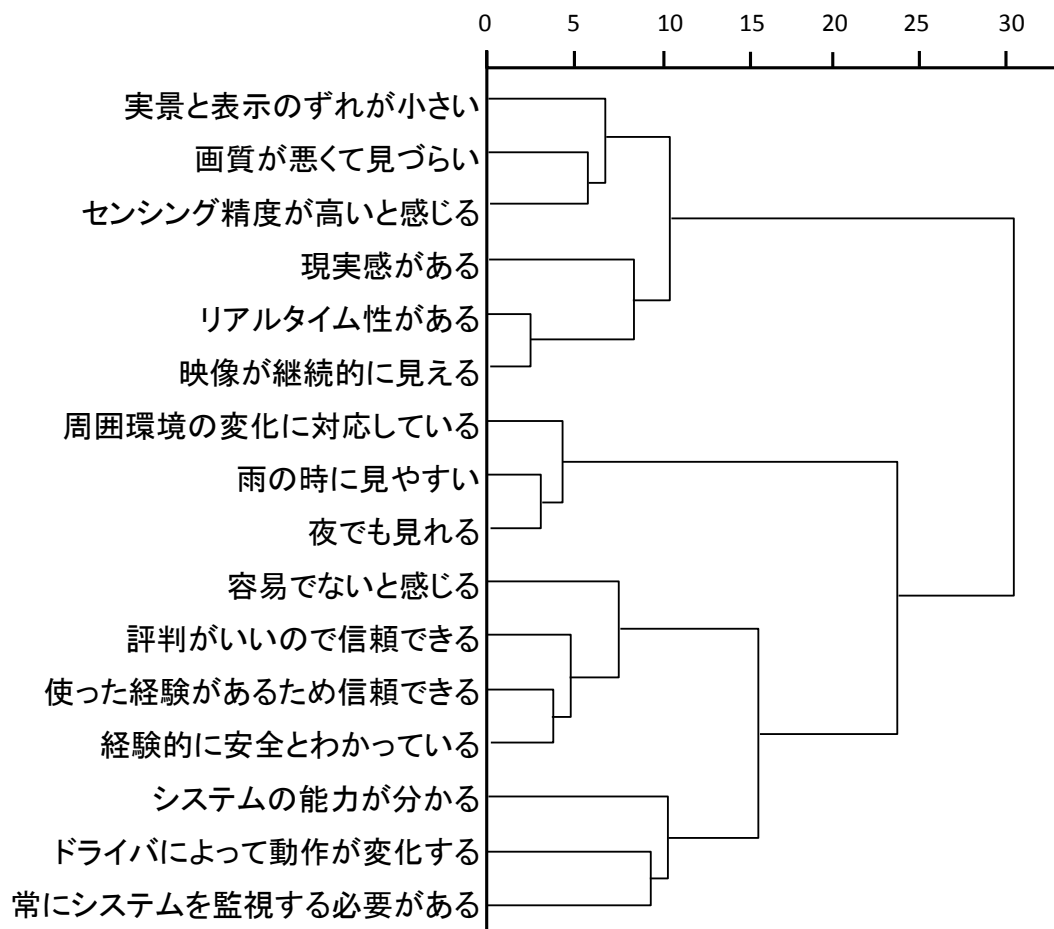 0 5 10 15 20 25 30
実景と表示のずれが小さい
画質が悪くて見づらい
センシング精度が高いと感じる
現実感がある
リアルタイム性がある
映像が継続的に見える
周囲環境の変化に対応している
雨の時に見やすい
夜でも見れる
容易でないと感じる
評判がいいので信頼できる
使った経験があるため信頼できる
経験的に安全とわかっている
システムの能力が分かる
ドライバによって動作が変化する
常にシステムを監視する必要がある